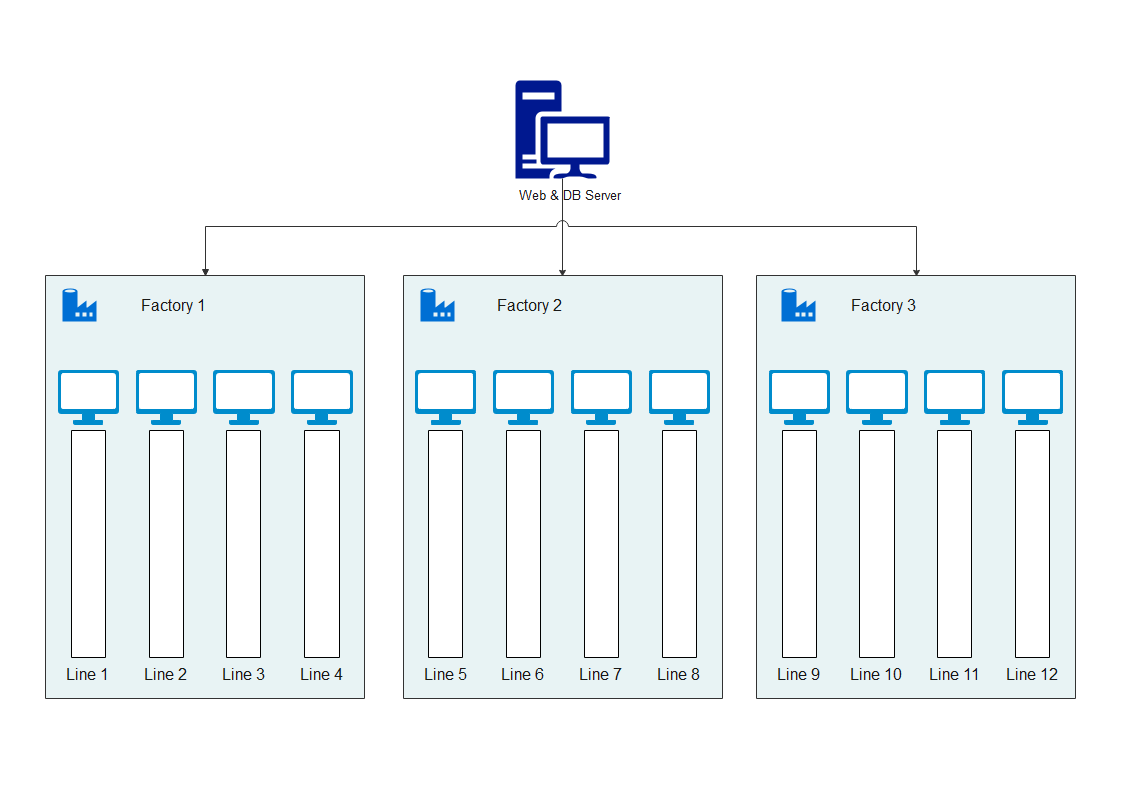 Web & DB Server
Factory 1
Factory 2
Factory 3
Line 1
Line 2
Line 3
Line 4
Line 5
Line 6
Line 7
Line 8
Line 9
Line 10
Line 11
Line 12